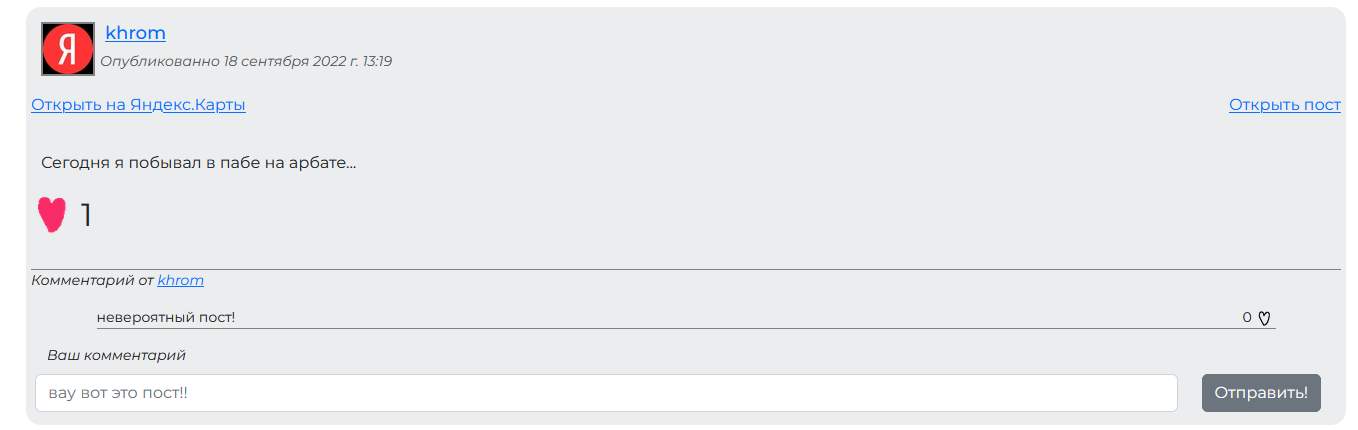 Я
khrom
Опубликованно 18 сентября 2022 г. 13:19
Открыть на Яндекс.Карты
Открыть пост
Сегодня я побывал в пабе на арбате...
1
Комментарий от khrom
невероятный пост!
0
Ваш комментарий
вау вот это пост!!
Отправить!